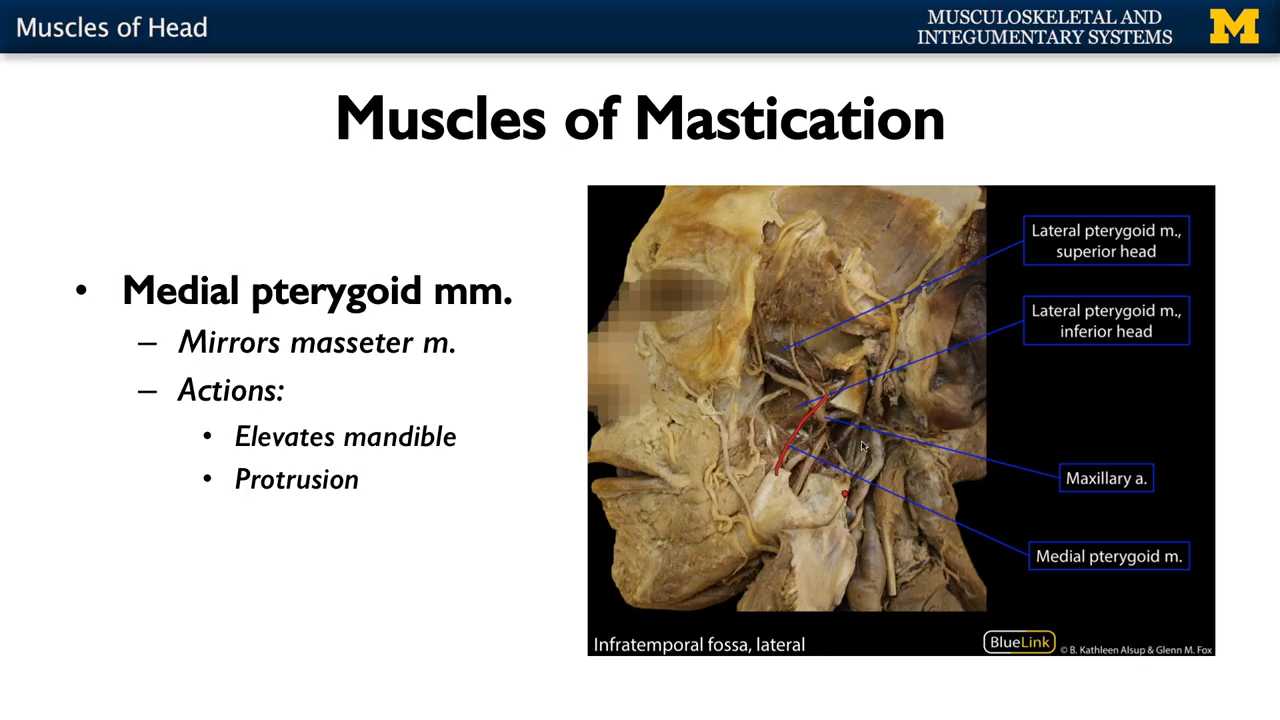 Muscles of Head
MUSCULOSKELETAL AND
INTEGUMENTARY SYSTEMS
M
Muscles of Mastication
• Medial pterygoid mm.
– Mirrors masseter m.
– Actions:
• Elevates mandible
• Protrusion
Lateral pterygoid m.,
superior head
Lateral pterygoid m.,
inferior head
Maxillary a.
Medial pterygoid m.
Infratemporal fossa, lateral
BlueLink
© B. Kathleen Alsup & Glenn M. Fox